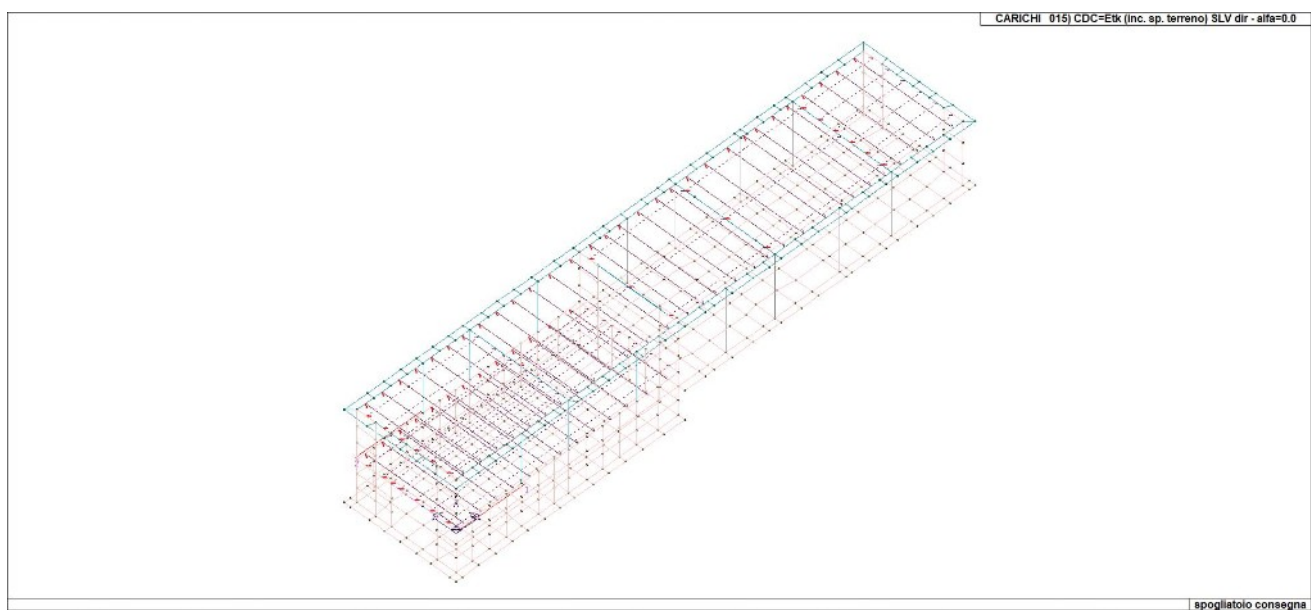 CARICHI 015) CDC=Etk (inc. sp. terreno) SLV dir - alfa=0.0
spogliatoio consegna